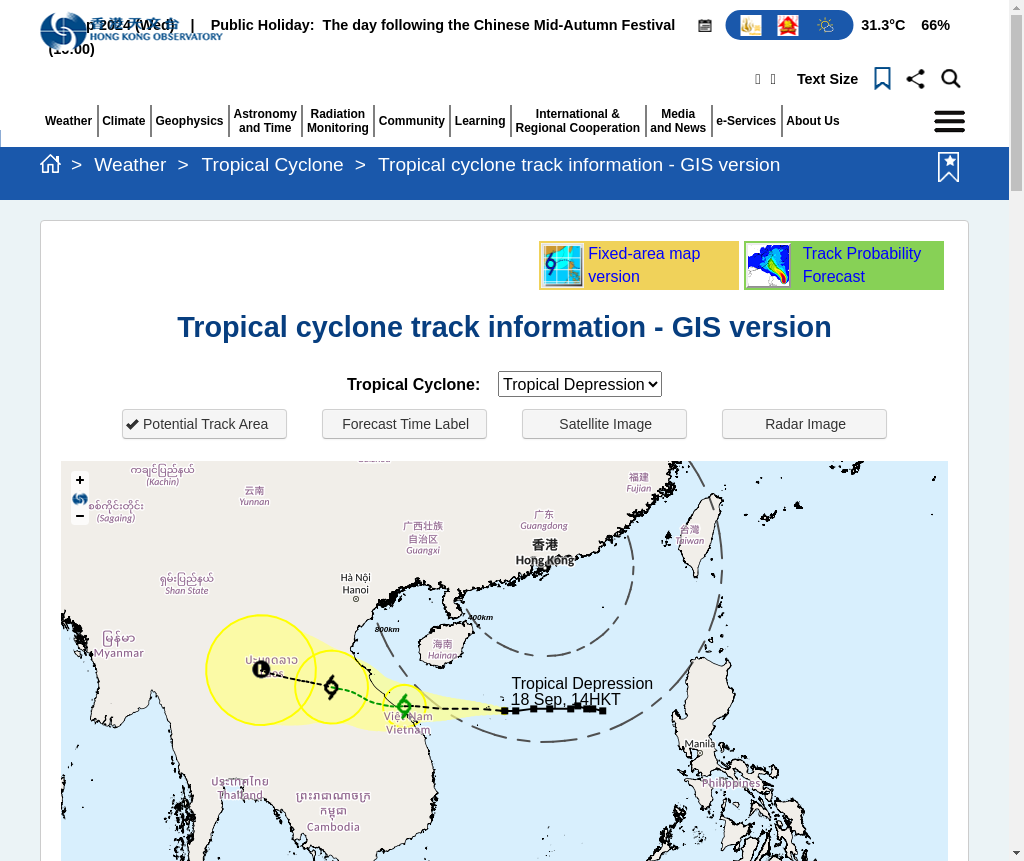 香港天文台
HONG KONG OBSERVATORY
2024 (Wed) | Public Holiday: The day following the Chinese Mid-Autumn Festival
31.3°C 66%
Text Size
Weather
Climate
Geophysics
Astronomy
and Time
Radiation
Monitoring
Community
Learning
International &
Regional Cooperation
Media
and News
e-Services
About Us
> Weather > Tropical Cyclone > Tropical cyclone track information - GIS version
Fixed-area map
version
Track Probability
Forecast
Tropical cyclone track information - GIS version
Tropical Cyclone: Tropical Depression
Potential Track Area
Forecast Time Label
Satellite Image
Radar Image
+
−
ကချင်ပြည်နယ်
(Kachin)
စစ်ကိုင်းတိုင်း
(Sagaing)
云南
Yunnan
福建
Fujian
广东
Guangdong
广西壮族
自治区
Guangxi
台灣
Taiwan
香港
Hong Kong
Hà Nội
Hanoi
ရှမ်းပြည်နယ်
Shan State
400km
800km
海南
Hainan
မြန်မာ
Myanmar
ປະເທດລາວ
L
Tropical Depression
18 Sep, 14HKT
Việt Nam
Vietnam
Manila
Philippines
ประเทศไทย
Thailand
ព្រះរាជាណាចក្រ
កម្ពុជា
Cambodia